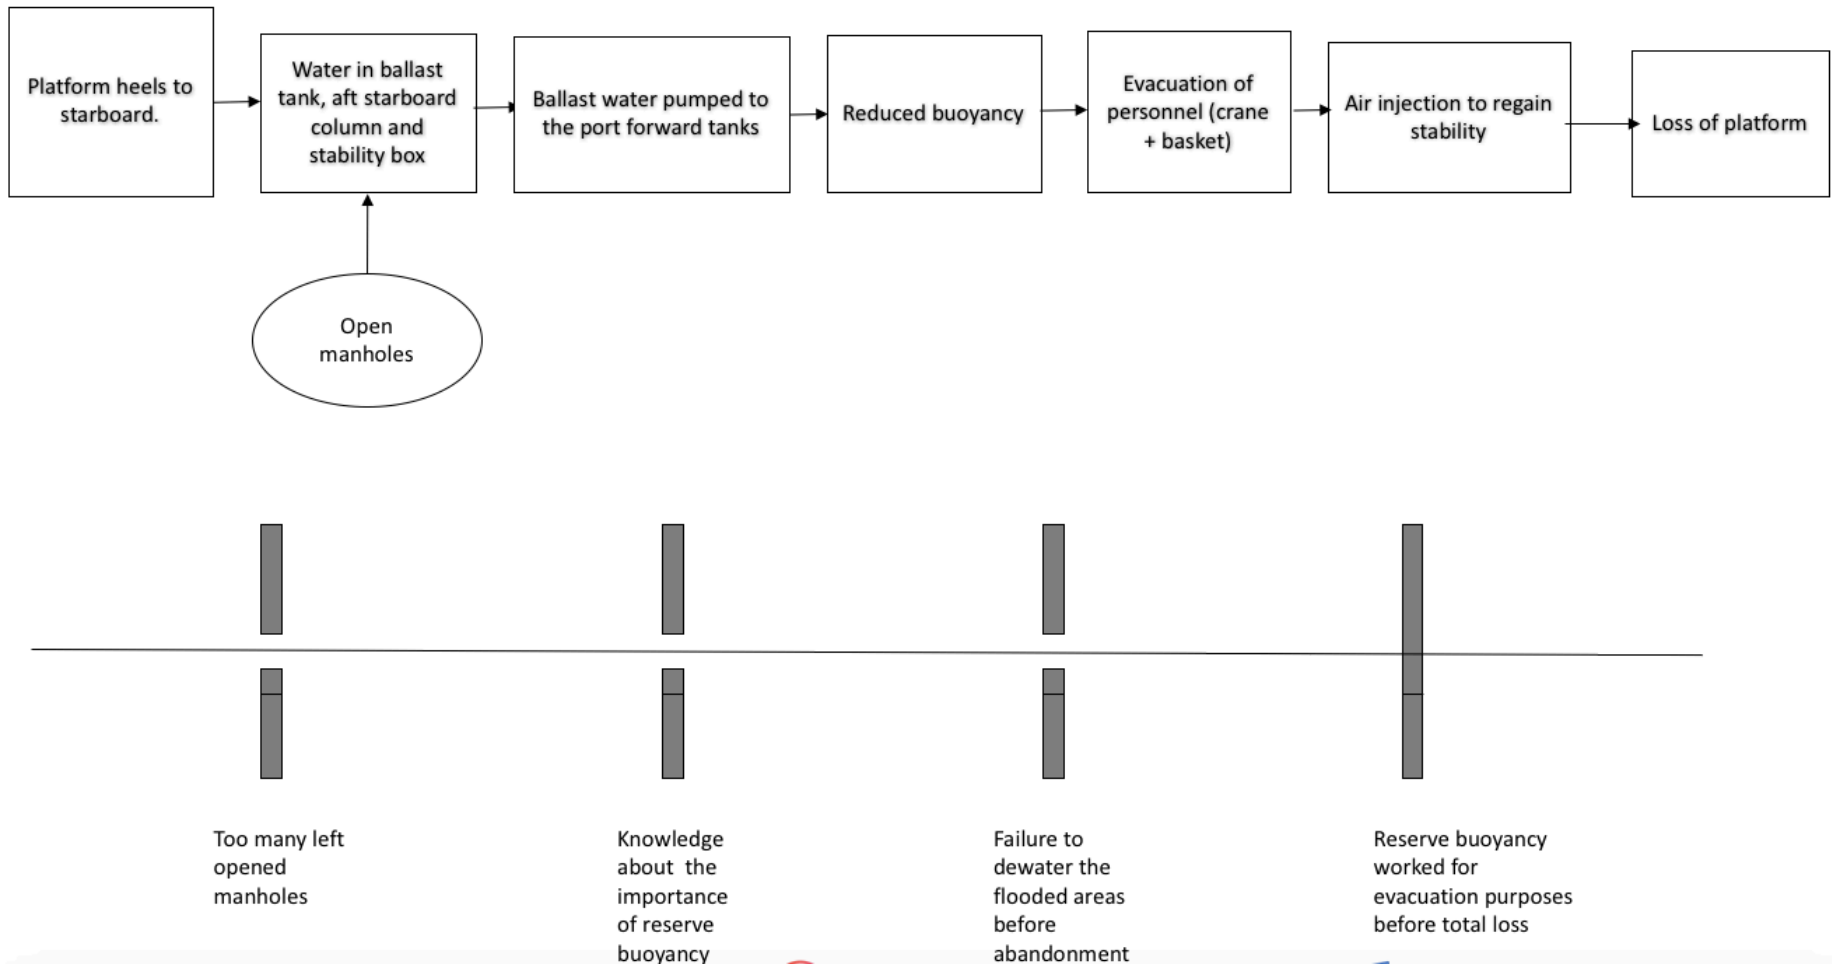 Platform heels to
starboard.
Water in ballast
tank, aft starboard
column and
stability box
Ballast water pumped to
the port forward tanks
Reduced buoyancy
Evacuation of
personnel (crane
+ basket)
Air injection to regain
stability
Loss of platform
Open
manholes
Too many left
opened
manholes
Knowledge
about the
importance
of reserve
buoyancy
Failure to
dewater the
flooded areas
before
abandonment
Reserve buoyancy
worked for
evacuation purposes
before total loss